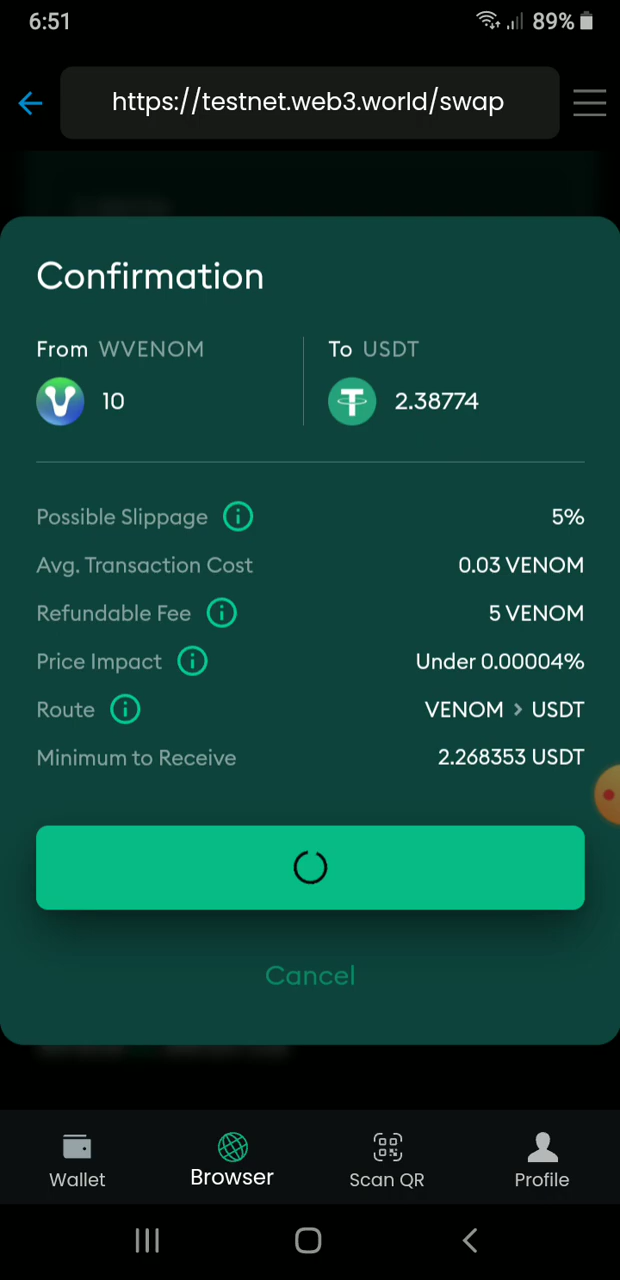 6:51 89%
https://testnet.web3.world/swap
Confirmation
From WVENOM To USDT
10 2.38774
Possible Slippage 5%
Avg. Transaction Cost 0.03 VENOM
Refundable Fee 5 VENOM
Price Impact Under 0.00004%
Route VENOM > USDT
Minimum to Receive 2.268353 USDT
Cancel
Wallet Browser Scan QR Profile